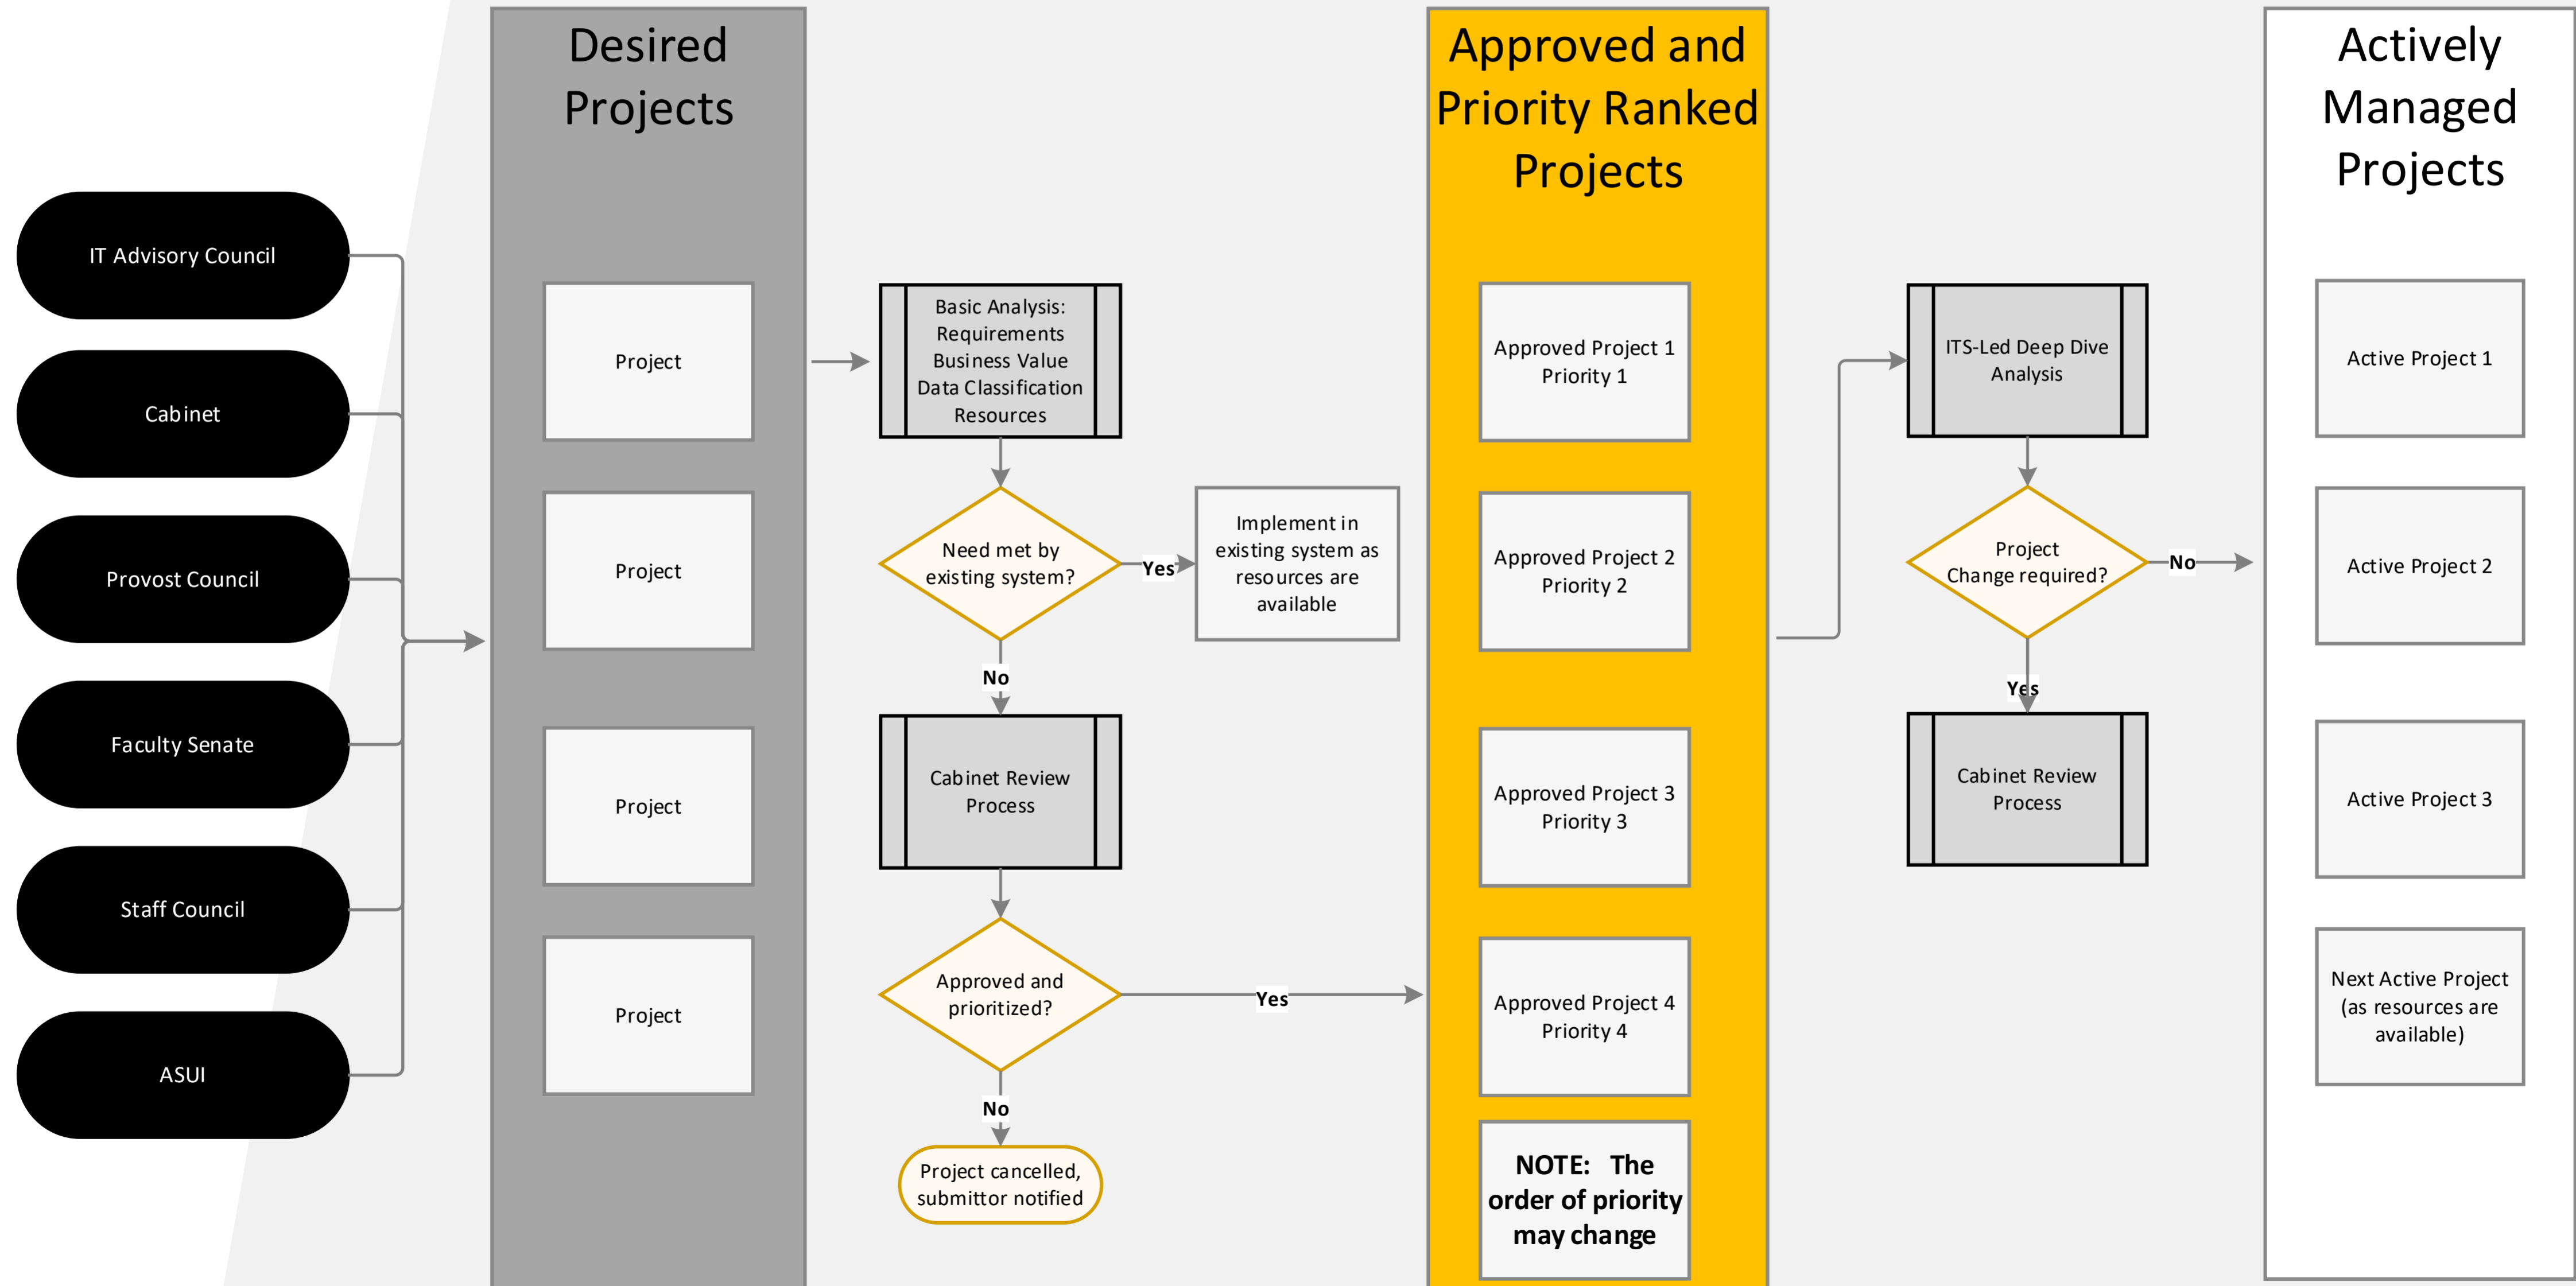 Desired
Projects
Approved and
Priority Ranked
Projects
Actively
Managed
Projects
IT Advisory Council
Cabinet
Provost Council
Faculty Senate
Staff Council
ASUI
Project
Project
Project
Project
Basic Analysis:
Requirements
Business Value
Data Classification
Resources
Need met by
existing system?
Yes
Implement in
existing system as
resources are
available
No
Cabinet Review
Process
Approved and
prioritized?
Yes
No
Project cancelled,
submittor notified
Approved Project 1
Priority 1
Approved Project 2
Priority 2
Approved Project 3
Priority 3
Approved Project 4
Priority 4
NOTE: The
order of priority
may change
ITS-Led Deep Dive
Analysis
Project
Change required?
No
Yes
Cabinet Review
Process
Active Project 1
Active Project 2
Active Project 3
Next Active Project
(as resources are
available)